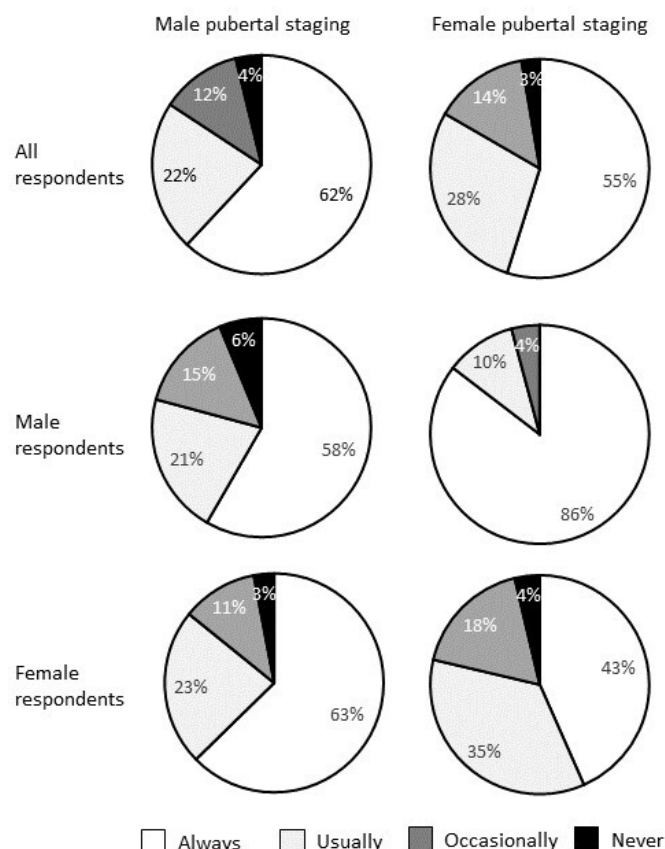 Male pubertal staging
Female pubertal staging
All
respondents
4%
12%
22%
62%
3%
14%
28%
55%
Male
respondents
6%
15%
21%
58%
4%
10%
86%
Female
respondents
3%
11%
23%
63%
4%
18%
35%
43%
Always
Usually
Occasionally
Never